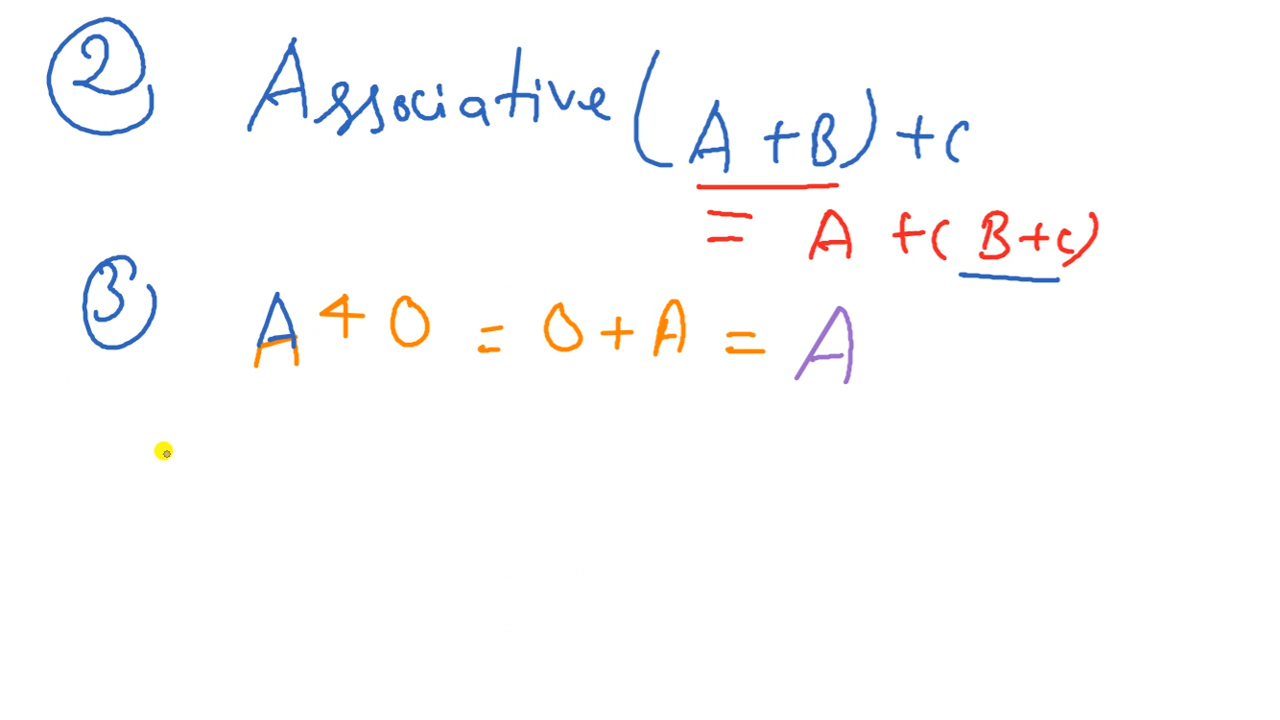 2 Associative (A + B) + C
= A + ( B + C )
3 A + 0 = 0 + A = A